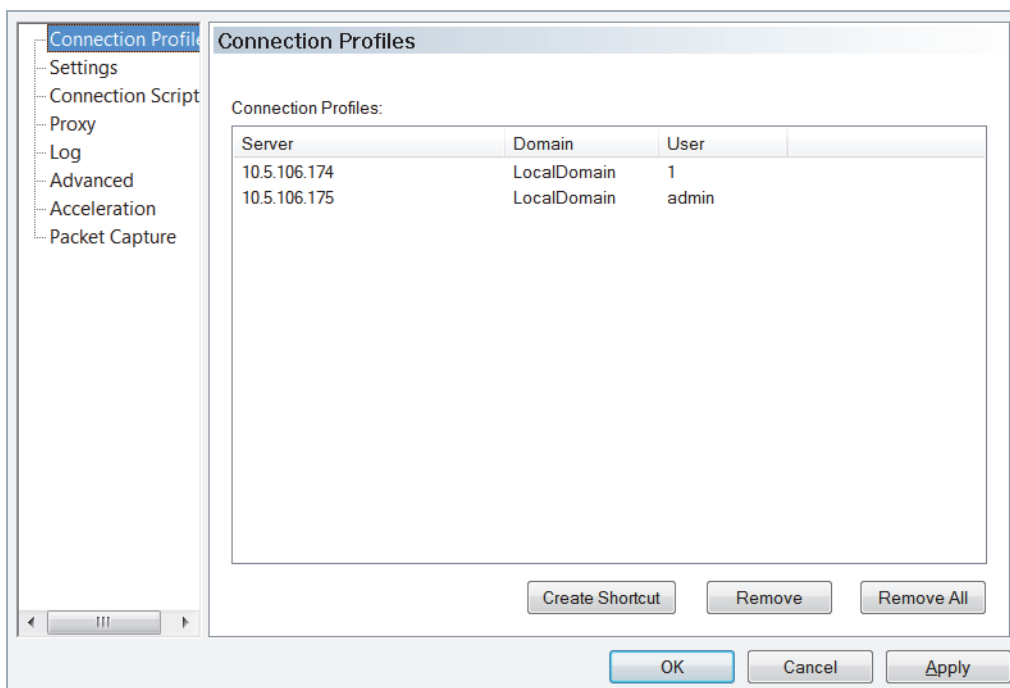 Connection Profile
Settings
Connection Script
Proxy
Log
Advanced
Acceleration
Packet Capture
Connection Profiles
Connection Profiles:
Server Domain User
10.5.106.174 LocalDomain 1
10.5.106.175 LocalDomain admin
Create Shortcut Remove Remove All
OK Cancel Apply